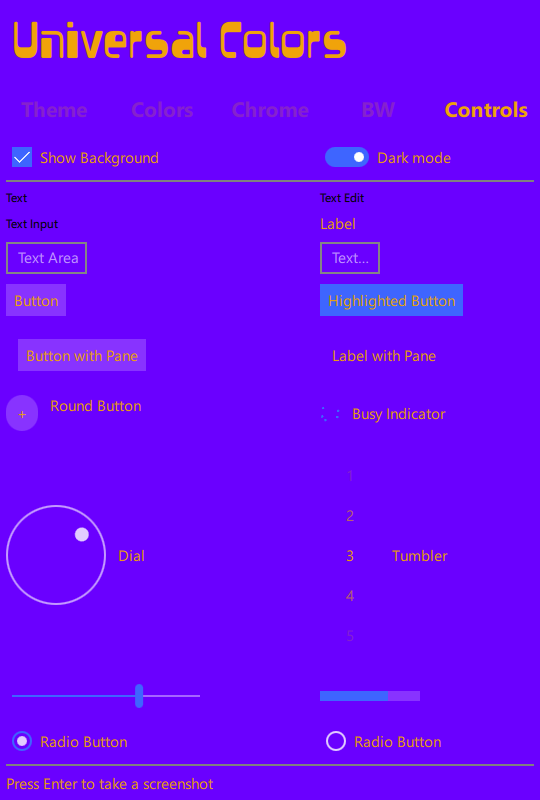 Universal Colors
Theme Colors Chrome BW Controls
Show Background Dark mode
Text Text Edit
Text Input Label
Text Area Text...
Button Highlighted Button
Button with Pane Label with Pane
+ Round Button Busy Indicator
1
2
Dial 3 Tumbler
4
5
Radio Button Radio Button
Press Enter to take a screenshot